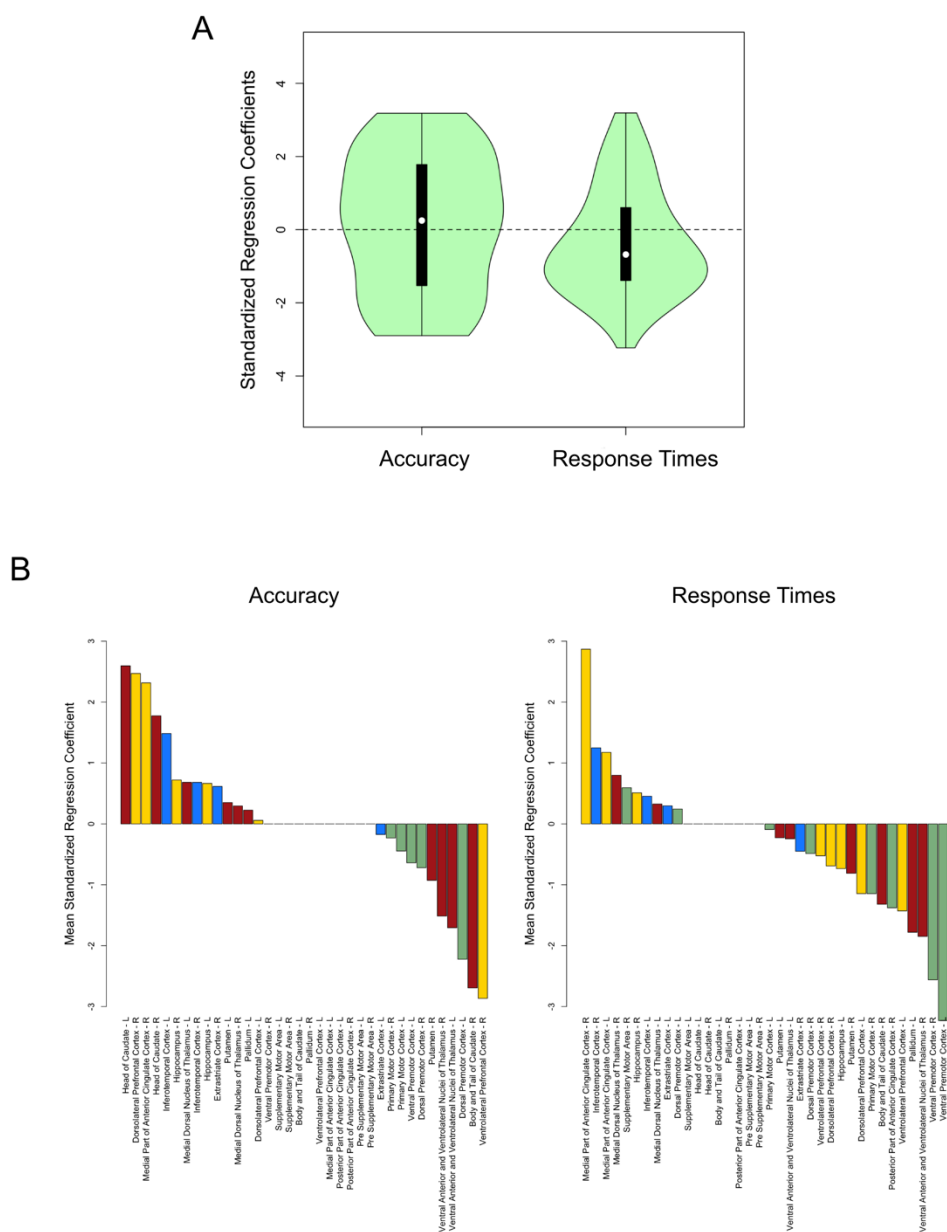 A
Standardized Regression Coefficients
4
2
0
-2
-4
Accuracy
Response Times
B
Accuracy
Mean Standardized Regression Coefficient
3
2
1
0
-1
-2
-3
Head of Caudate - L
Dorsolateral Prefrontal Cortex - R
Medial Part of Anterior Cingulate Cortex - R
Head of Caudate - R
Inferotemporal Cortex - L
Hippocampus - R
Medial Dorsal Nucleus of Thalamus - L
Inferotemporal Cortex - R
Hippocampus - L
Extrastriate Cortex - R
Putamen - L
Medial Dorsal Nucleus of Thalamus - R
Pallidum - L
Dorsolateral Prefrontal Cortex - L
Ventral Premotor Cortex - R
Supplementary Motor Area - L
Supplementary Motor Area - R
Body and Tail of Caudate - L
Pallidum - R
Ventrolateral Prefrontal Cortex - L
Medial Part of Anterior Cingulate Cortex - L
Posterior Part of Anterior Cingulate Cortex - L
Posterior Part of Anterior Cingulate Cortex - R
Pre Supplementary Motor Area - L
Pre Supplementary Motor Area - R
Extrastriate Cortex - L
Primary Motor Cortex - R
Primary Motor Cortex - L
Ventral Premotor Cortex - L
Dorsal Premotor Cortex - R
Putamen - R
Ventral Anterior and Ventrolateral Nuclei of Thalamus - R
Ventral Anterior and Ventrolateral Nuclei of Thalamus - L
Dorsal Premotor Cortex - L
Body and Tail of Caudate - R
Ventrolateral Prefrontal Cortex - R
Response Times
Mean Standardized Regression Coefficient
3
2
1
0
-1
-2
-3
Medial Part of Anterior Cingulate Cortex - R
Inferotemporal Cortex - R
Medial Part of Anterior Cingulate Cortex - L
Medial Dorsal Nucleus of Thalamus - R
Supplementary Motor Area - R
Hippocampus - R
Inferotemporal Cortex - L
Medial Dorsal Nucleus of Thalamus - L
Extrastriate Cortex - L
Dorsal Premotor Cortex - R
Supplementary Motor Area - L
Head of Caudate - L
Head of Caudate - R
Body and Tail of Caudate - L
Pallidum - R
Posterior Part of Anterior Cingulate Cortex - L
Pre Supplementary Motor Area - L
Pre Supplementary Motor Area - R
Primary Motor Cortex - L
Putamen - L
Ventral Anterior and Ventrolateral Nuclei of Thalamus - L
Extrastriate Cortex - R
Dorsal Premotor Cortex - L
Ventrolateral Prefrontal Cortex - R
Dorsolateral Prefrontal Cortex - R
Hippocampus - L
Putamen - R
Dorsolateral Prefrontal Cortex - L
Primary Motor Cortex - R
Body and Tail of Caudate - R
Posterior Part of Anterior Cingulate Cortex - R
Ventrolateral Prefrontal Cortex - L
Pallidum - L
Ventral Anterior and Ventrolateral Nuclei of Thalamus - R
Ventral Premotor Cortex - R
Ventral Premotor Cortex - L